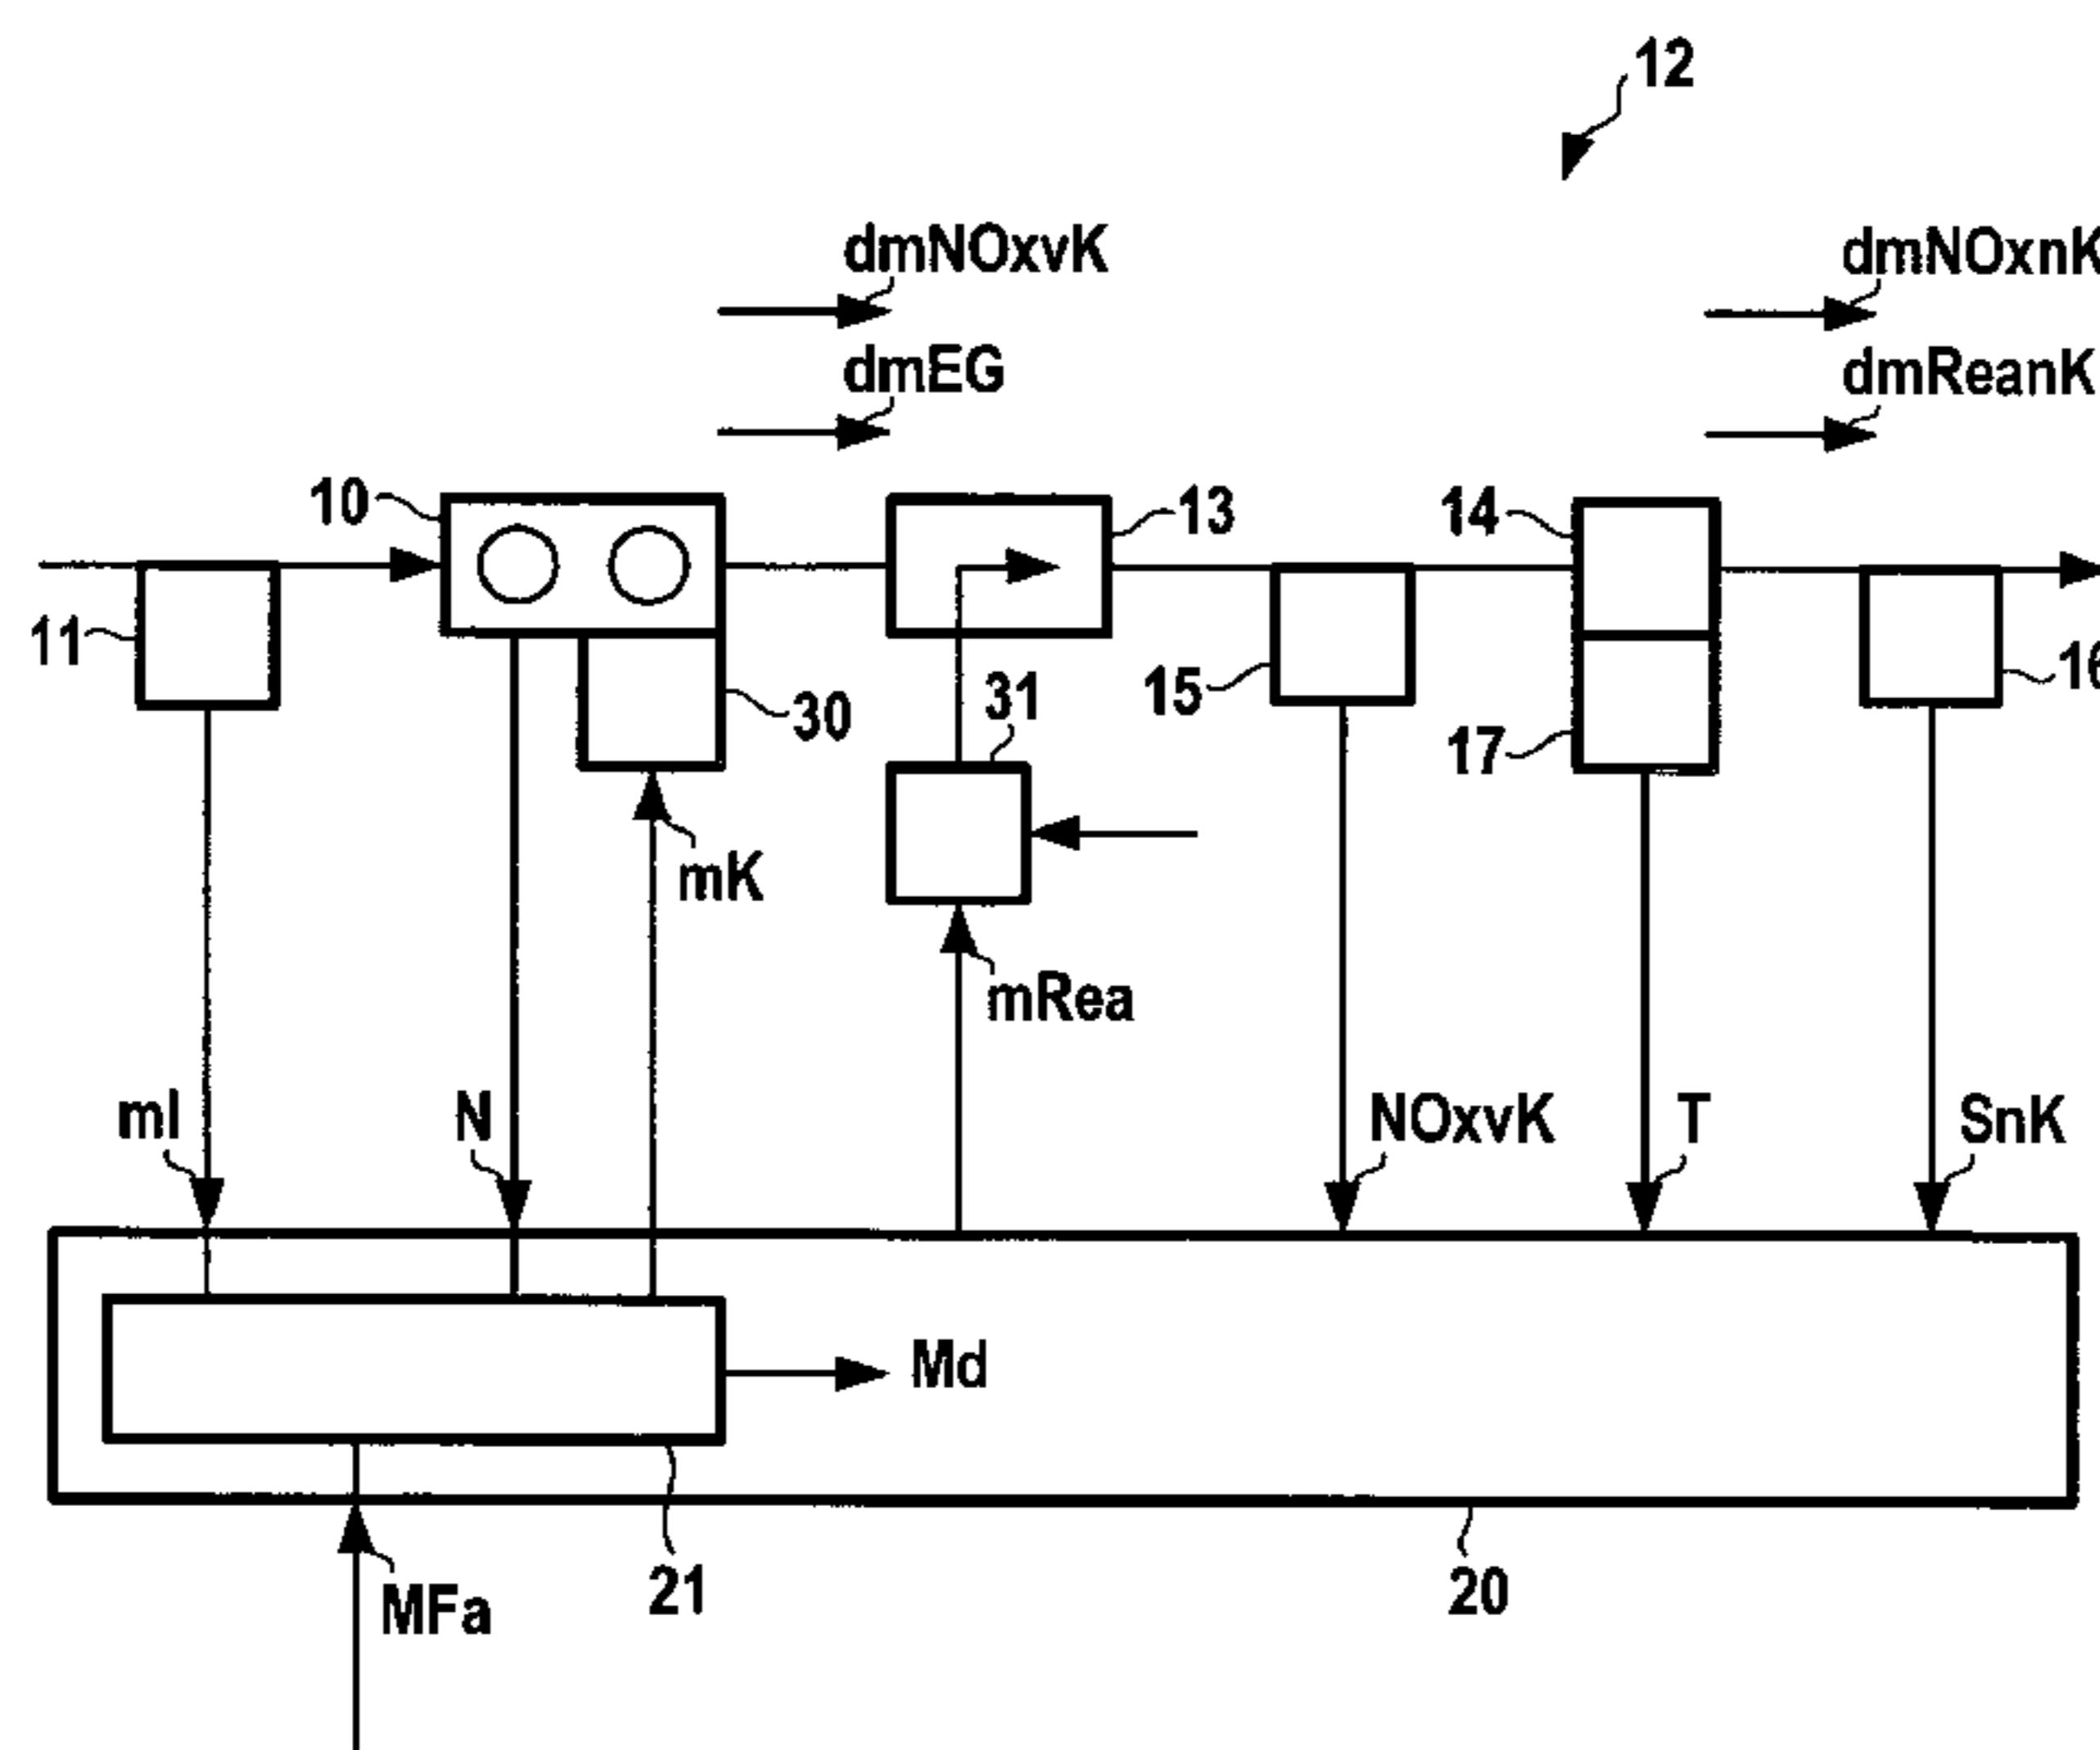 12
dmNOxvK
dmNOxnK
dmEG
dmReanK
10
13
14
11
30
31
15
17
16
mK
mRea
ml
N
NOxvK
T
SnK
Md
MFa
21
20